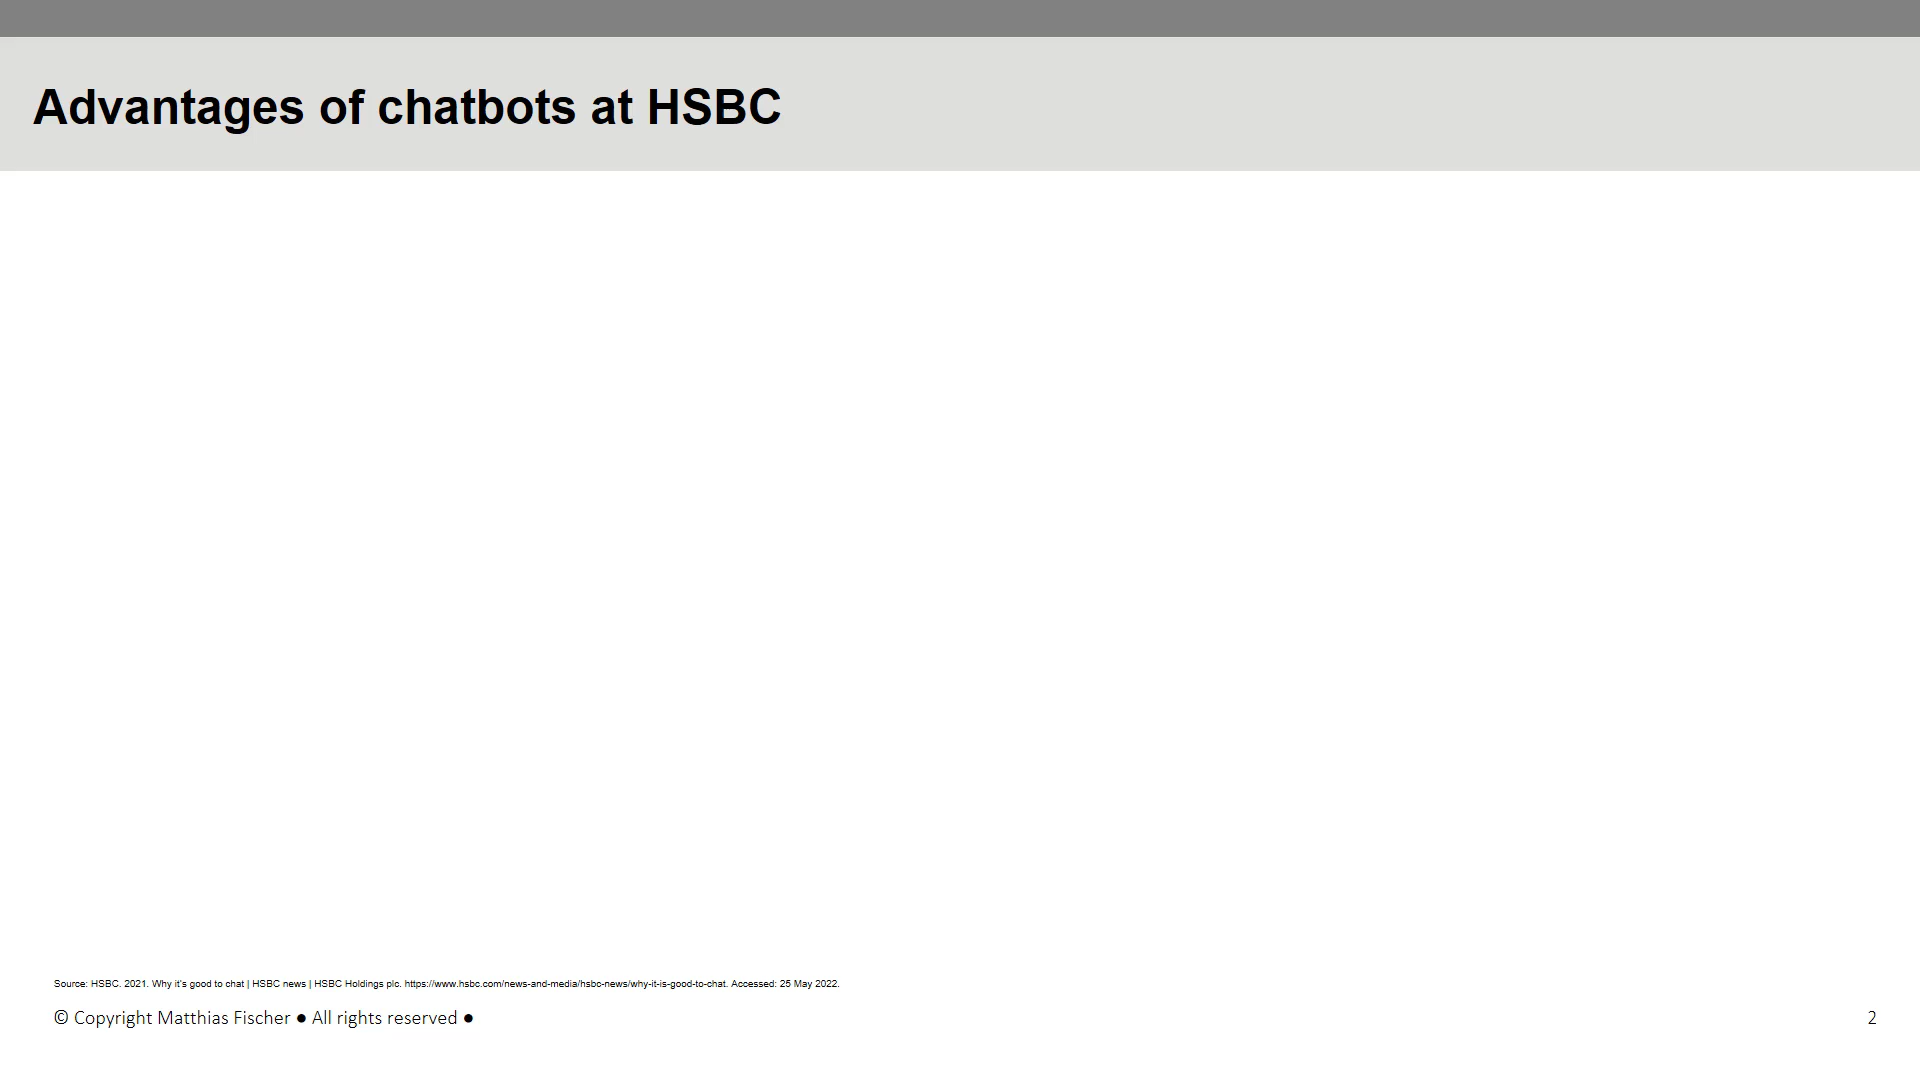 Advantages of chatbots at HSBC
Source: HSBC. 2021. Why it's good to chat | HSBC news | HSBC Holdings plc. https://www.hsbc.com/news-and-media/hsbc-news/why-it-is-good-to-chat. Accessed: 25 May 2022.
© Copyright Matthias Fischer ● All rights reserved ●
2